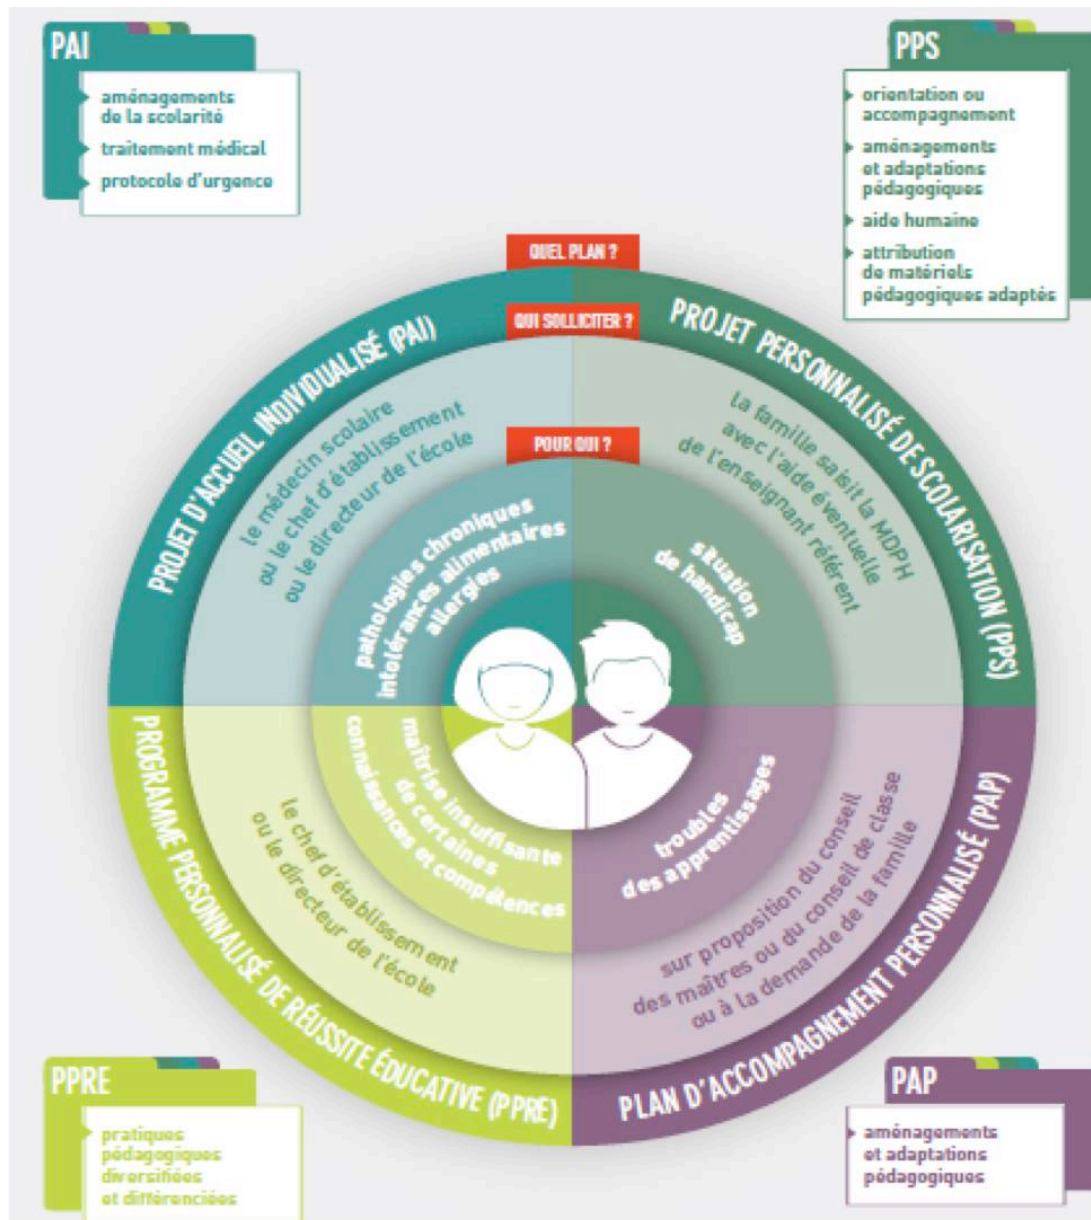 PAI
aménagements
de la scolarité
traitement médical
protocole d'urgence
PPS
orientation ou
accompagnement
aménagements
et adaptations
pédagogiques
aide humaine
attribution
de matériels
pédagogiques adaptés
QUEL PLAN ?
QUI SOLLICITER ?
POUR QUI ?
PROJET D'ACCUEIL INDIVIDUALISÉ (PAI)
le médecin scolaire
ou le chef d'établissement
ou le directeur de l'école
pathologies chroniques
intolérances alimentaires
allergies
PROJET PERSONNALISÉ DE SCOLARISATION (PPS)
la famille saisit la MDPH
avec l'aide éventuelle
de l'enseignant référent
situation
de handicap
PROGRAMME PERSONNALISÉ DE RÉUSSITE ÉDUCATIVE (PPRE)
le chef d'établissement
ou le directeur de l'école
maîtrise insuffisante
de certaines
connaissances et compétences
PLAN D'ACCOMPAGNEMENT PERSONNALISÉ (PAP)
sur proposition du conseil
des maîtres ou du conseil de classe
ou à la demande de la famille
troubles
des apprentissages
PPRE
pratiques
pédagogiques
diversifiées
et différenciées
PAP
aménagements
et adaptations
pédagogiques